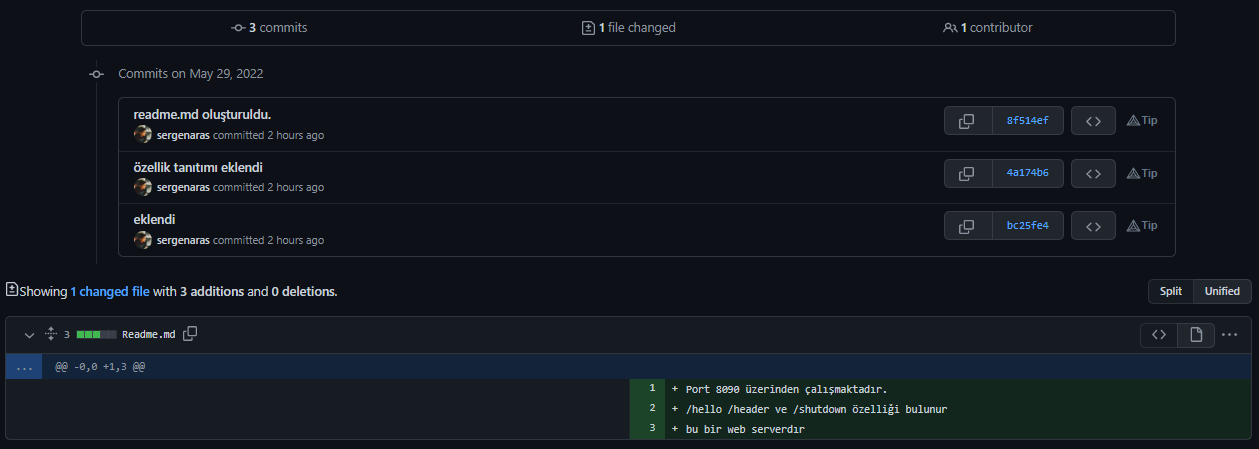 3 commits
1 file changed
1 contributor
Commits on May 29, 2022
readme.md oluşturuldu.
8f514ef
Tip
sergenaras committed 2 hours ago
özellik tanıtımı eklendi
4a174b6
Tip
sergenaras committed 2 hours ago
eklendi
bc25fe4
Tip
sergenaras committed 2 hours ago
Showing 1 changed file with 3 additions and 0 deletions.
Split
Unified
3
Readme.md
...
@@ -0,0 +1,3 @@
1 + Port 8090 üzerinden çalışmaktadır.
2 + /hello /header ve /shutdown özelliği bulunur
3 + bu bir web serverdır